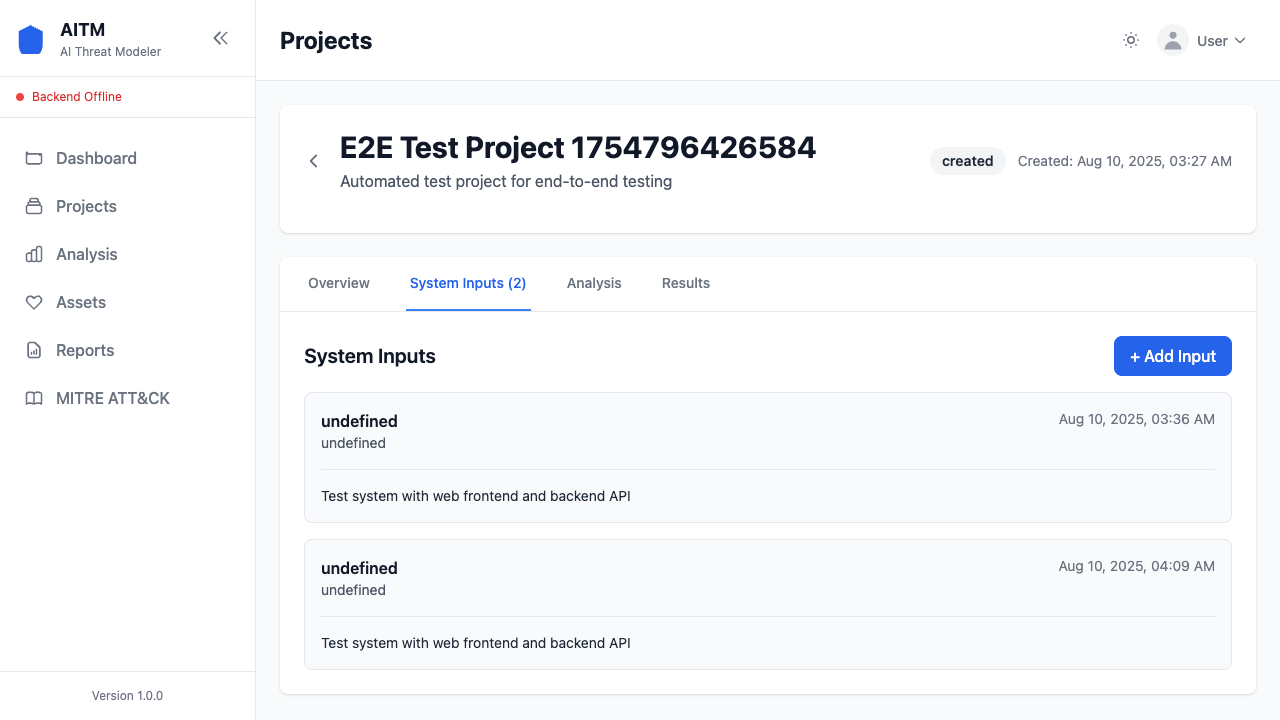 AITM
AI Threat Modeler
Backend Offline
Dashboard
Projects
Analysis
Assets
Reports
MITRE ATT&CK
Version 1.0.0
Projects
User
E2E Test Project 1754796426584
Automated test project for end-to-end testing
created
Created: Aug 10, 2025, 03:27 AM
Overview
System Inputs (2)
Analysis
Results
System Inputs
+ Add Input
undefined
Aug 10, 2025, 03:36 AM
undefined
Test system with web frontend and backend API
undefined
Aug 10, 2025, 04:09 AM
undefined
Test system with web frontend and backend API